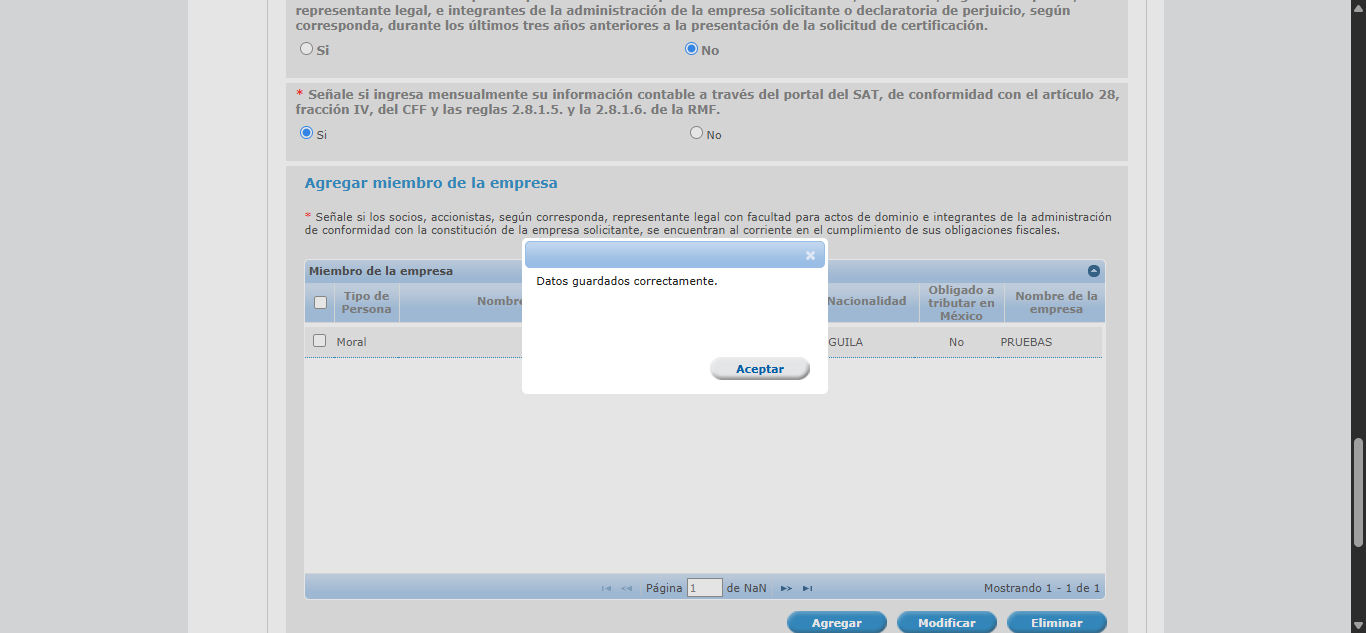 representante legal, e integrantes de la administración de la empresa solicitante o declaratoria de perjuicio, según
corresponda, durante los últimos tres años anteriores a la presentación de la solicitud de certificación.
Si No
* Señale si ingresa mensualmente su información contable a través del portal del SAT, de conformidad con el artículo 28,
fracción IV, del CFF y las reglas 2.8.1.5. y la 2.8.1.6. de la RMF.
Si No
Agregar miembro de la empresa
* Señale si los socios, accionistas, según corresponda, representante legal con facultad para actos de dominio e integrantes de la administración
de conformidad con la constitución de la empresa solicitante, se encuentran al corriente en el cumplimiento de sus obligaciones fiscales.
Miembro de la empresa
Tipo de Persona Nombre Nacionalidad Obligado a tributar en México Nombre de la empresa
Moral GUILA No PRUEBAS
Datos guardados correctamente.
Aceptar
Página 1 de NaN Mostrando 1 - 1 de 1
Agregar Modificar Eliminar